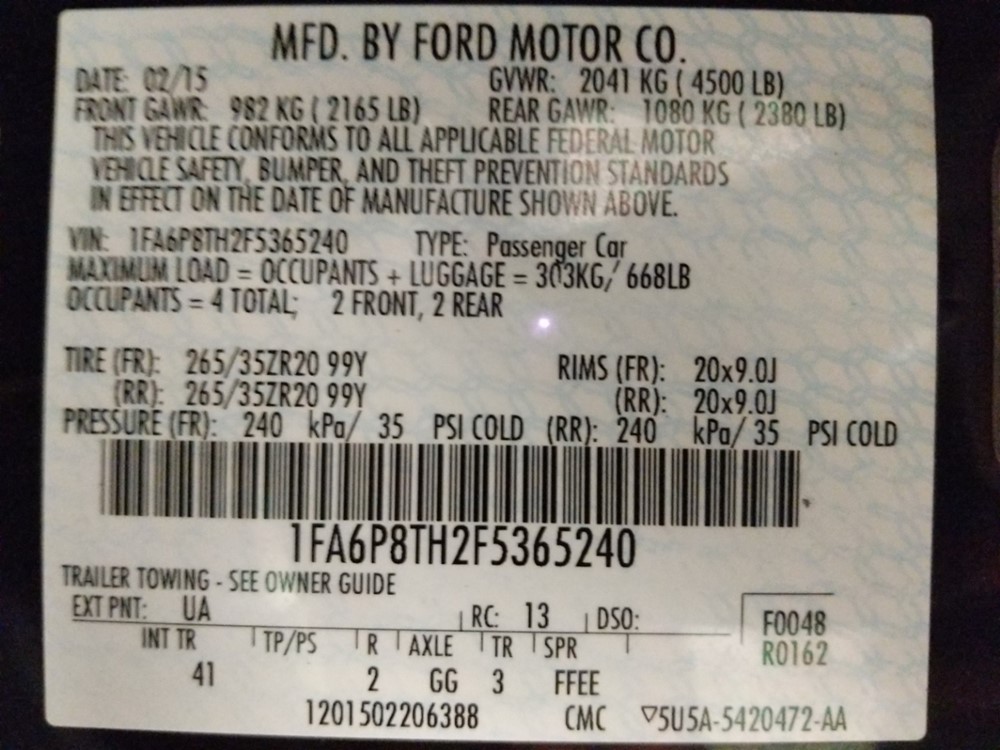 MFD. BY FORD MOTOR CO.
DATE: 02/15 GVWR: 2041 KG ( 4500 LB)
FRONT GAWR: 982 KG ( 2165 LB) REAR GAWR: 1080 KG ( 2380 LB)
THIS VEHICLE CONFORMS TO ALL APPLICABLE FEDERAL MOTOR
VEHICLE SAFETY, BUMPER, AND THEFT PREVENTION STANDARDS
IN EFFECT ON THE DATE OF MANUFACTURE SHOWN ABOVE.
VIN: 1FA6P8TH2F5365240 TYPE: Passenger Car
MAXIMUM LOAD = OCCUPANTS + LUGGAGE = 303KG/ 668LB
OCCUPANTS = 4 TOTAL; 2 FRONT, 2 REAR
TIRE (FR): 265/35ZR20 99Y RIMS (FR): 20x9.0J
(RR): 265/35ZR20 99Y (RR): 20x9.0J
PRESSURE (FR): 240 kPa/ 35 PSI COLD (RR): 240 kPa/ 35 PSI COLD
1FA6P8TH2F5365240
TRAILER TOWING - SEE OWNER GUIDE
EXT PNT: UA RC: 13 DSO: F0048
INT TR TP/PS R AXLE TR SPR R0162
41 2 GG 3 FFEE
1201502206388 CMC ▽5U5A-5420472-AA